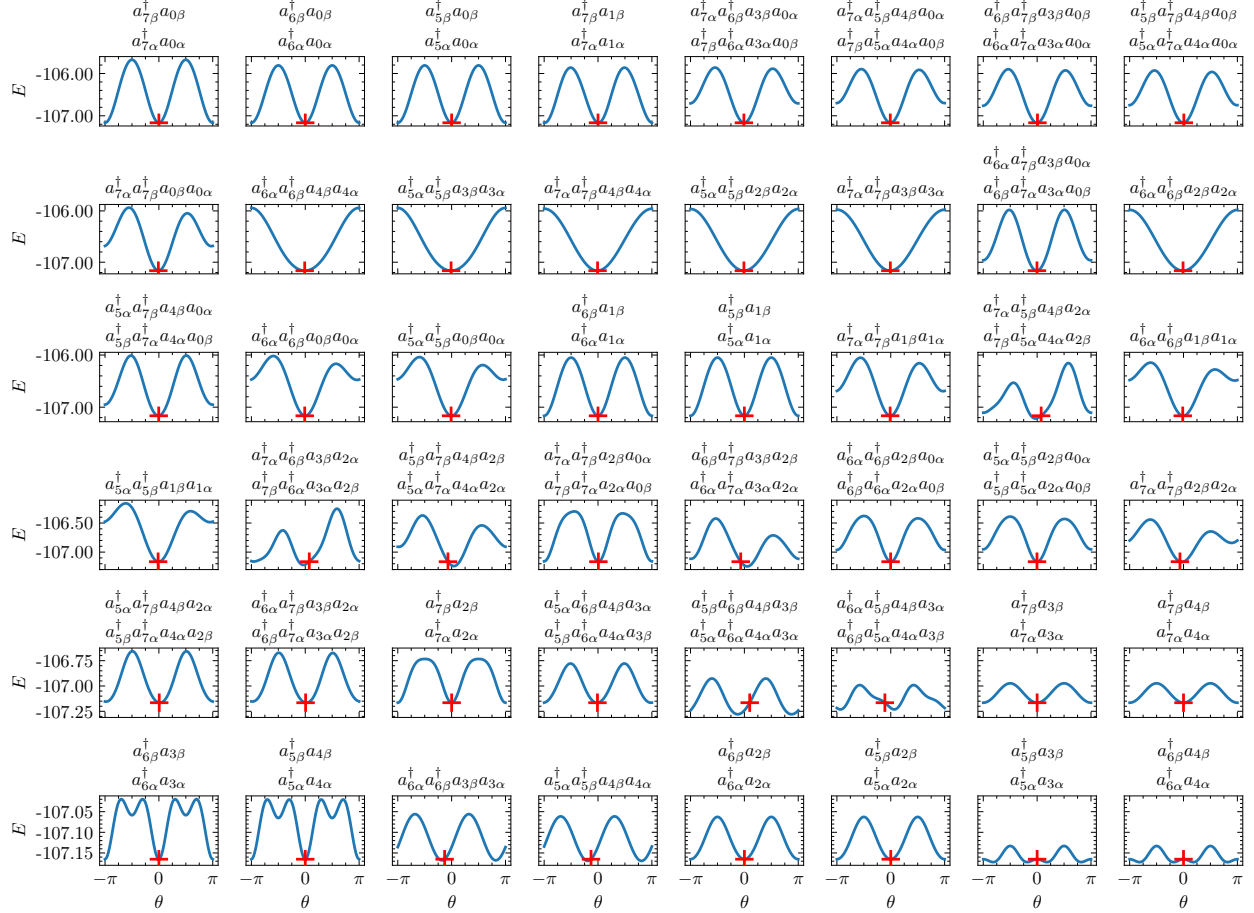 a†7βa0β a†6βa0β a†5βa0β a†7βa1β a†7αa†6βa3βa0α a†7αa†5βa4βa0α a†6βa†7βa3βa0β a†5βa†7βa4βa0β
a†7αa0α a†6αa0α a†5αa0α a†7αa1α a†7βa†6αa3αa0β a†7βa†5αa4αa0β a†6αa†7αa3αa0α a†5αa†7αa4αa0α
-106.00
E
-107.00
a†6αa†7βa3βa0α
a†7αa†7βa0βa0α a†6αa†6βa4βa4α a†5αa†5βa3βa3α a†7αa†7βa4βa4α a†5αa†5βa2βa2α a†7αa†7βa3βa3α a†6βa†7αa3αa0β a†6αa†6βa2βa2α
-106.00
E
-107.00
a†5αa†7βa4βa0α a†6βa1β a†5βa1β a†7αa†5βa4βa2α
a†5βa†7αa4αa0β a†6αa†6βa0βa0α a†5αa†5βa0βa0α a†6αa1α a†5αa1α a†7αa†7βa1βa1α a†7βa†5αa4αa2β a†6αa†6βa1βa1α
-106.00
E
-107.00
a†7αa†6βa3βa2α a†5βa†7βa4βa2β a†7αa†7βa2βa0α a†6βa†7βa3βa2β a†6αa†6βa2βa0α a†5αa†5βa2βa0α
a†5αa†5βa1βa1α a†7βa†6αa3αa2β a†5αa†7αa4αa2α a†7βa†7αa2αa0β a†6αa†7αa3αa2α a†6βa†6αa2αa0β a†5βa†5αa2αa0β a†7αa†7βa2βa2α
-106.50
E
-107.00
a†5αa†7βa4βa2α a†6αa†7βa3βa2α a†7βa2β a†5αa†6βa4βa3α a†5βa†6βa4βa3β a†6αa†5βa4βa3α a†7βa3β a†7βa4β
a†5βa†7αa4αa2β a†6βa†7αa3αa2β a†7αa2α a†5βa†6αa4αa3β a†5αa†6αa4αa3α a†6βa†5αa4αa3β a†7αa3α a†7αa4α
-106.75
E
-107.00
-107.25
a†6βa3β a†5βa4β a†6βa2β a†5βa2β a†5βa3β a†6βa4β
a†6αa3α a†5αa4α a†6αa†6βa3βa3α a†5αa†5βa4βa4α a†6αa2α a†5αa2α a†5αa3α a†6αa4α
-107.05
E
-107.10
-107.15
−π 0 π −π 0 π −π 0 π −π 0 π −π 0 π −π 0 π −π 0 π −π 0 π
θ θ θ θ θ θ θ θ